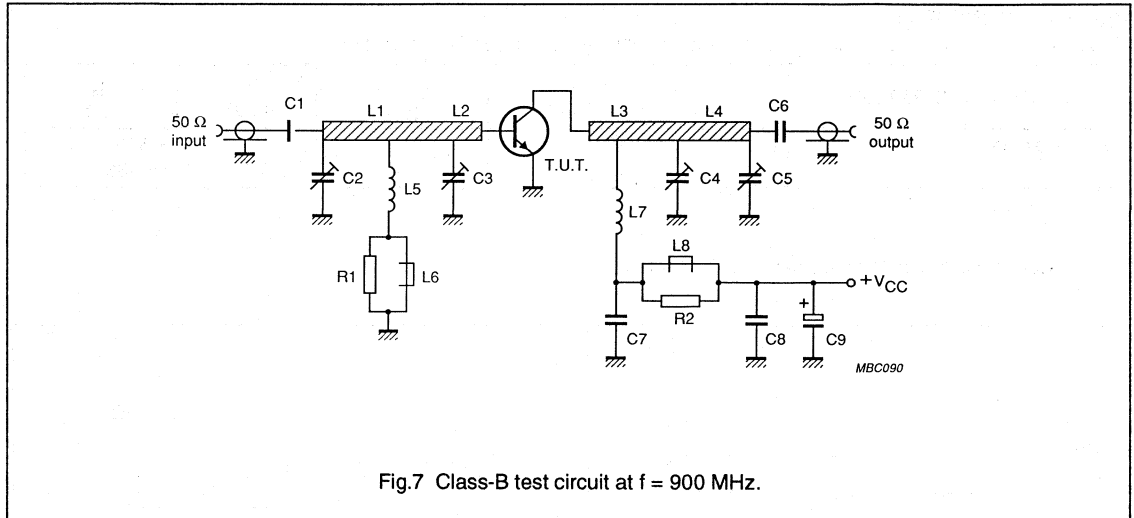 C1
L1
L2
L3
L4
C6
50 Ω
input
50 Ω
output
T.U.T.
C2
L5
C3
C4
C5
L7
L8
R1
L6
+VCC
R2
+
C7
C8
C9
MBC090
Fig.7 Class-B test circuit at f = 900 MHz.